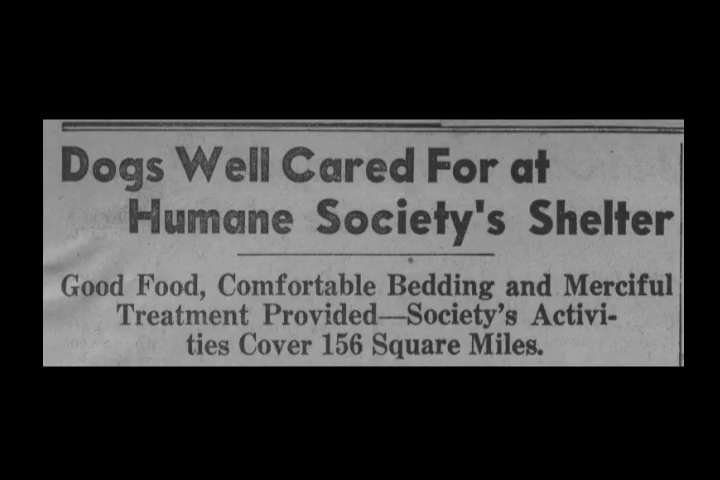 Dogs Well Cared For at
Humane Society's Shelter
Good Food, Comfortable Bedding and Merciful
Treatment Provided—Society's Activi-
ties Cover 156 Square Miles.